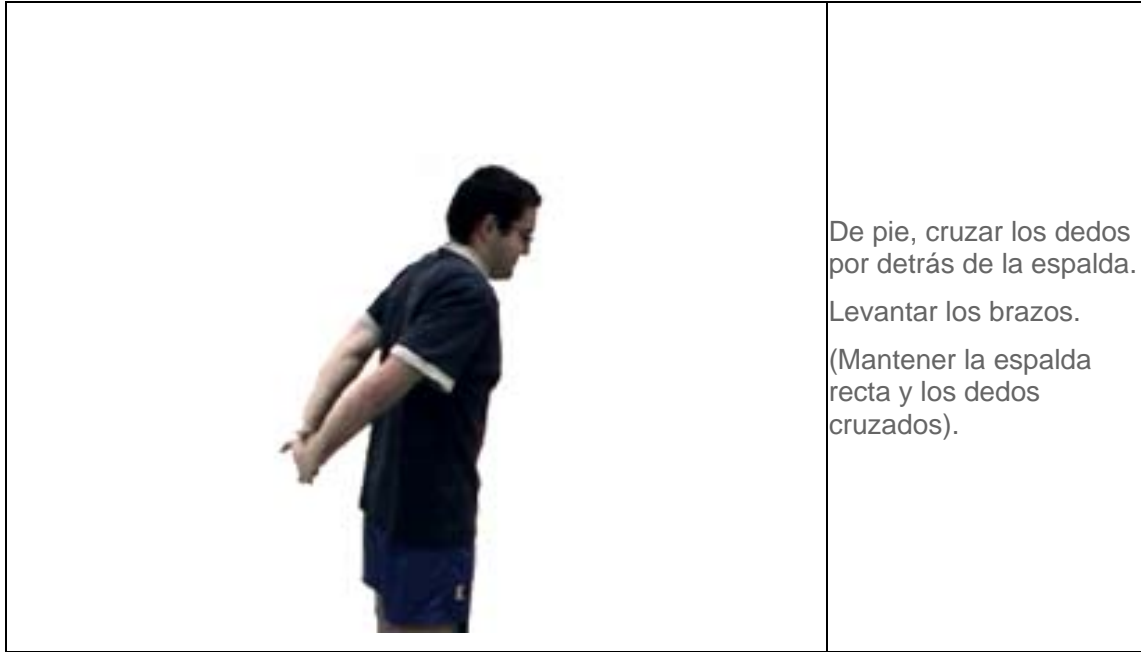 De pie, cruzar los dedos
por detrás de la espalda.
Levantar los brazos.
(Mantener la espalda
recta y los dedos
cruzados).